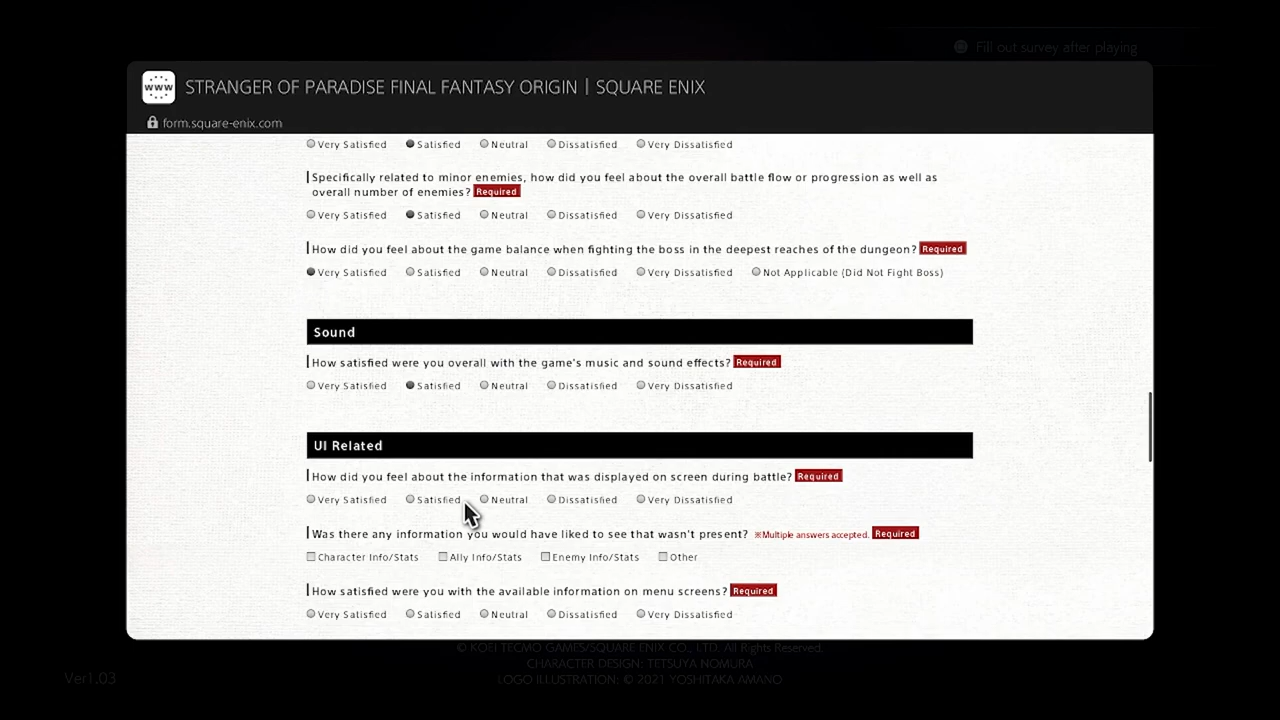 Fill out survey after playing
www STRANGER OF PARADISE FINAL FANTASY ORIGIN | SQUARE ENIX
form.square-enix.com
Very Satisfied Satisfied Neutral Dissatisfied Very Dissatisfied
Specifically related to minor enemies, how did you feel about the overall battle flow or progression as well as
overall number of enemies? Required
Very Satisfied Satisfied Neutral Dissatisfied Very Dissatisfied
How did you feel about the game balance when fighting the boss in the deepest reaches of the dungeon? Required
Very Satisfied Satisfied Neutral Dissatisfied Very Dissatisfied Not Applicable (Did Not Fight Boss)
Sound
How satisfied were you overall with the game's music and sound effects? Required
Very Satisfied Satisfied Neutral Dissatisfied Very Dissatisfied
UI Related
How did you feel about the information that was displayed on screen during battle? Required
Very Satisfied Satisfied Neutral Dissatisfied Very Dissatisfied
Was there any information you would have liked to see that wasn't present? ※Multiple answers accepted. Required
Character Info/Stats Ally Info/Stats Enemy Info/Stats Other
How satisfied were you with the available information on menu screens? Required
Very Satisfied Satisfied Neutral Dissatisfied Very Dissatisfied
© KOEI TECMO GAMES/SQUARE ENIX CO., LTD. All Rights Reserved.
CHARACTER DESIGN: TETSUYA NOMURA
LOGO ILLUSTRATION: © 2021 YOSHITAKA AMANO
Ver1.03